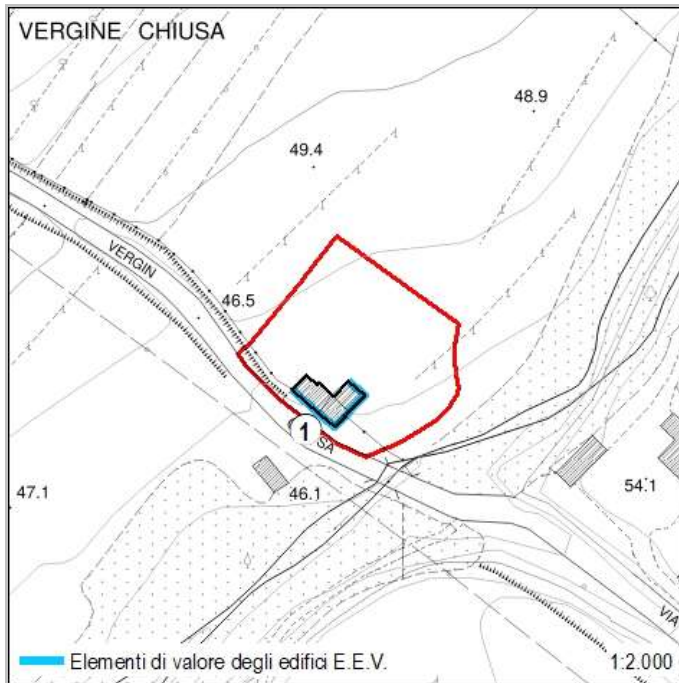 VERGINE CHIUSA
48.9
49.4
VERGIN
46.5
1
SA
47.1
46.1
54.1
VIA
Elementi di valore degli edifici E.E.V.
1:2.000